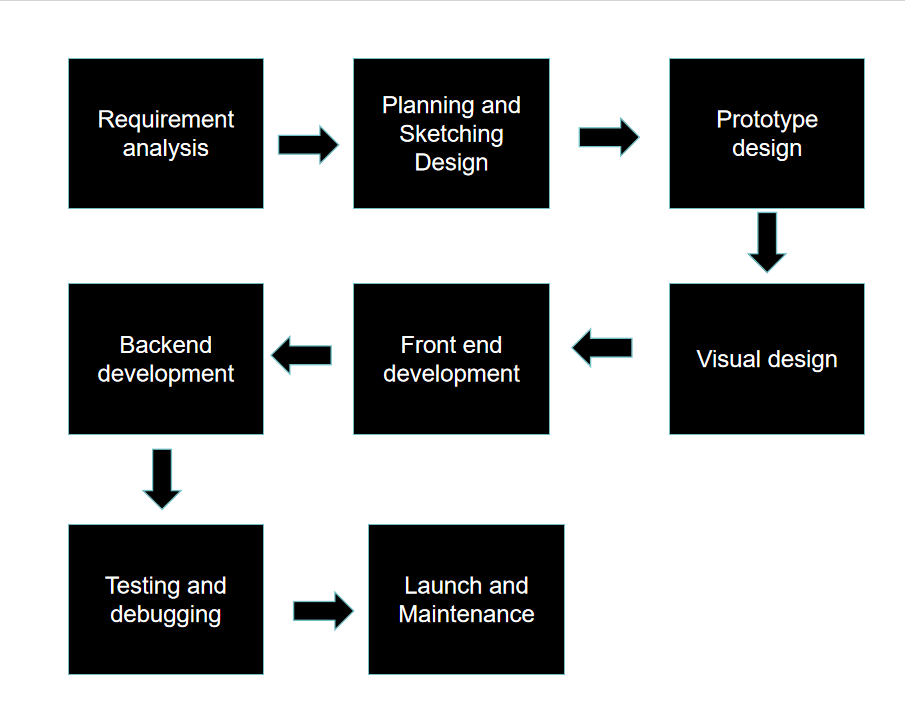 Requirement
analysis
Planning and
Sketching
Design
Prototype
design
Visual design
Front end
development
Backend
development
Testing and
debugging
Launch and
Maintenance